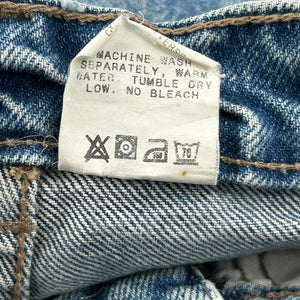 MACHINE WASH
SEPARATELY, WARM
WATER. TUMBLE DRY
LOW. NO BLEACH